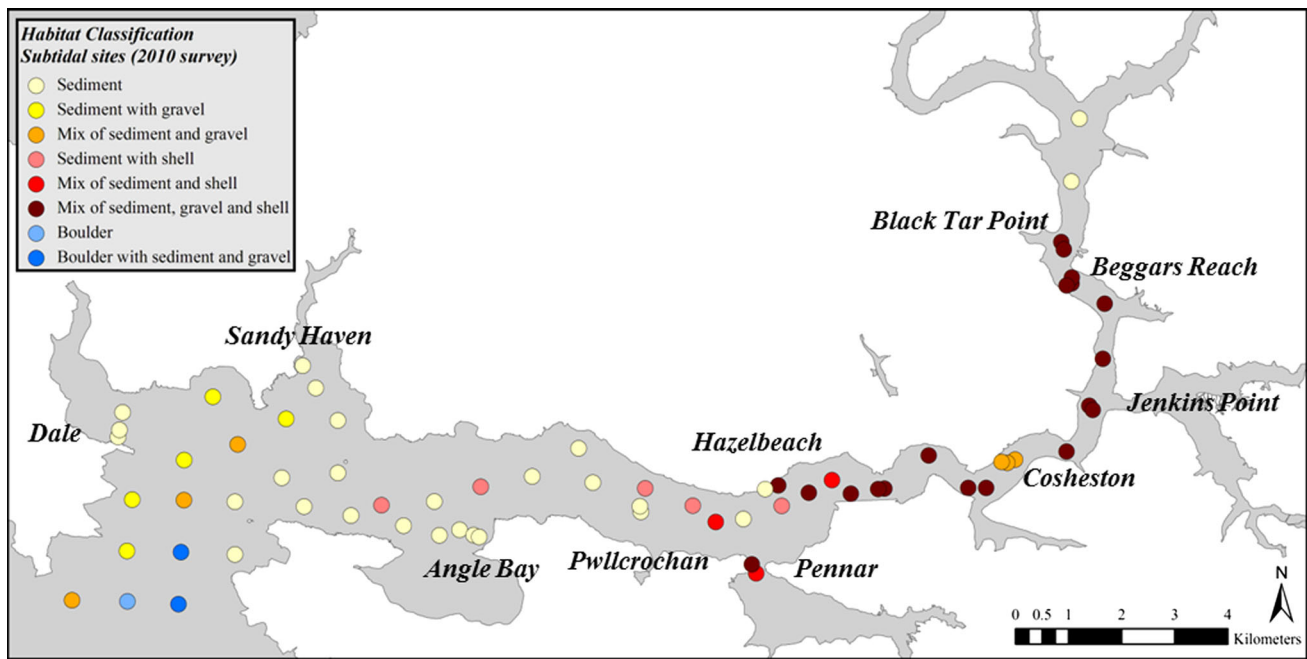 Habitat Classification
Subtidal sites (2010 survey)
Sediment
Sediment with gravel
Mix of sediment and gravel
Sediment with shell
Mix of sediment and shell
Mix of sediment, gravel and shell
Boulder
Boulder with sediment and gravel
Black Tar Point
Beggars Reach
Sandy Haven
Jenkins Point
Dale
Hazelbeach
Cosheston
Angle Bay
Pwllcrochan
Pennar
N
0 0.5 1 2 3 4
Kilometers